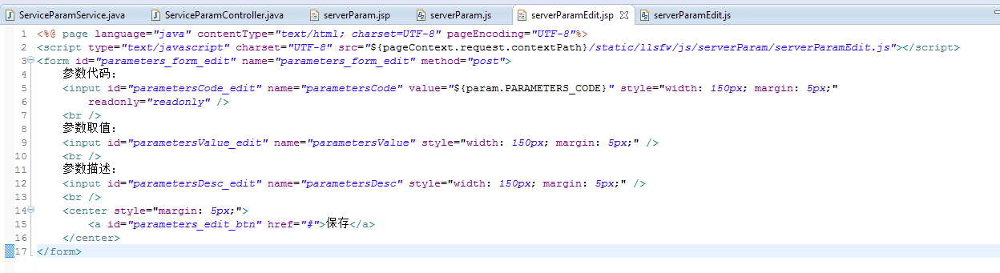 ServiceParamService.java ServiceParamController.java serverParam.jsp serverParam.js serverParamEdit.jsp serverParamEdit.js
1 <%@ page language="java" contentType="text/html; charset=UTF-8" pageEncoding="UTF-8"%>
2 <script type="text/javascript" charset="UTF-8" src="${pageContext.request.contextPath}/static/llsfw/js/serverParam/serverParamEdit.js"></script>
3 <form id="parameters_form_edit" name="parameters_form_edit" method="post">
4 参数代码:
5 <input id="parametersCode_edit" name="parametersCode" value="${param.PARAMETERS_CODE}" style="width: 150px; margin: 5px;"
6 readonly="readonly" />
7 <br />
8 参数取值:
9 <input id="parametersValue_edit" name="parametersValue" style="width: 150px; margin: 5px;" />
10 <br />
11 参数描述:
12 <input id="parametersDesc_edit" name="parametersDesc" style="width: 150px; margin: 5px;" />
13 <br />
14 <center style="margin: 5px;">
15 <a id="parameters_edit_btn" href="#">保存</a>
16 </center>
17 </form>